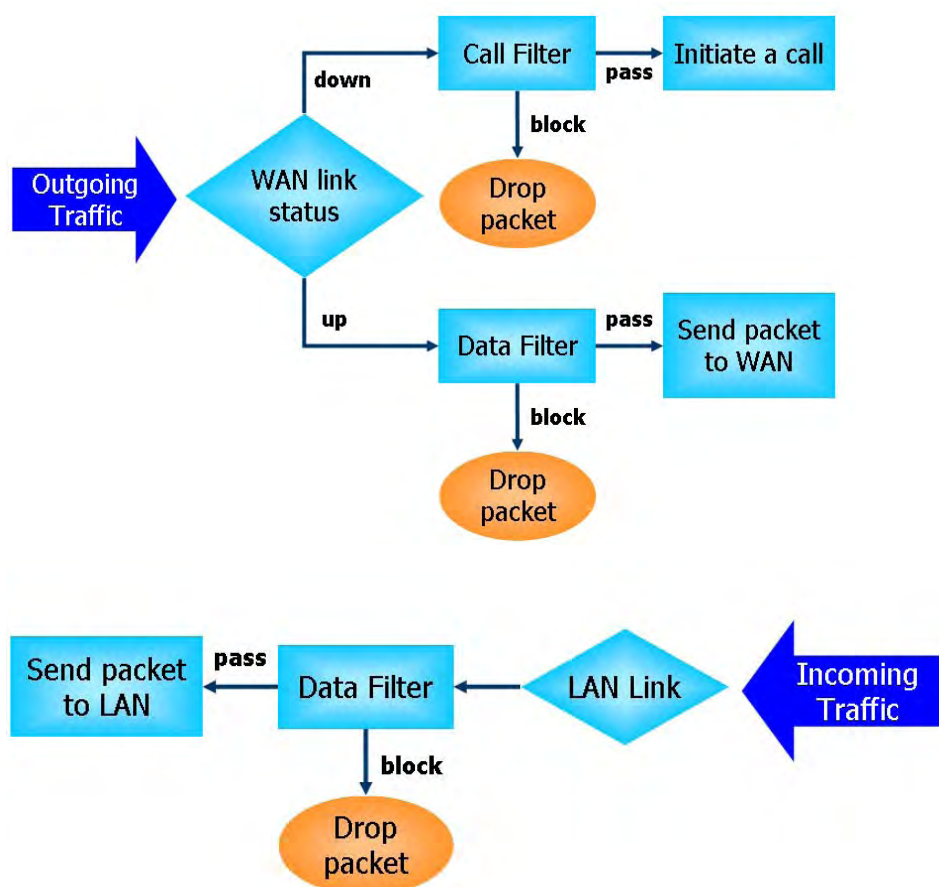 Call Filter
pass
Initiate a call
down
block
Outgoing
Traffic
WAN link
status
Drop
packet
up
Data Filter
pass
Send packet
to WAN
block
Drop
packet
Send packet
to LAN
pass
Data Filter
LAN Link
Incoming
Traffic
block
Drop
packet